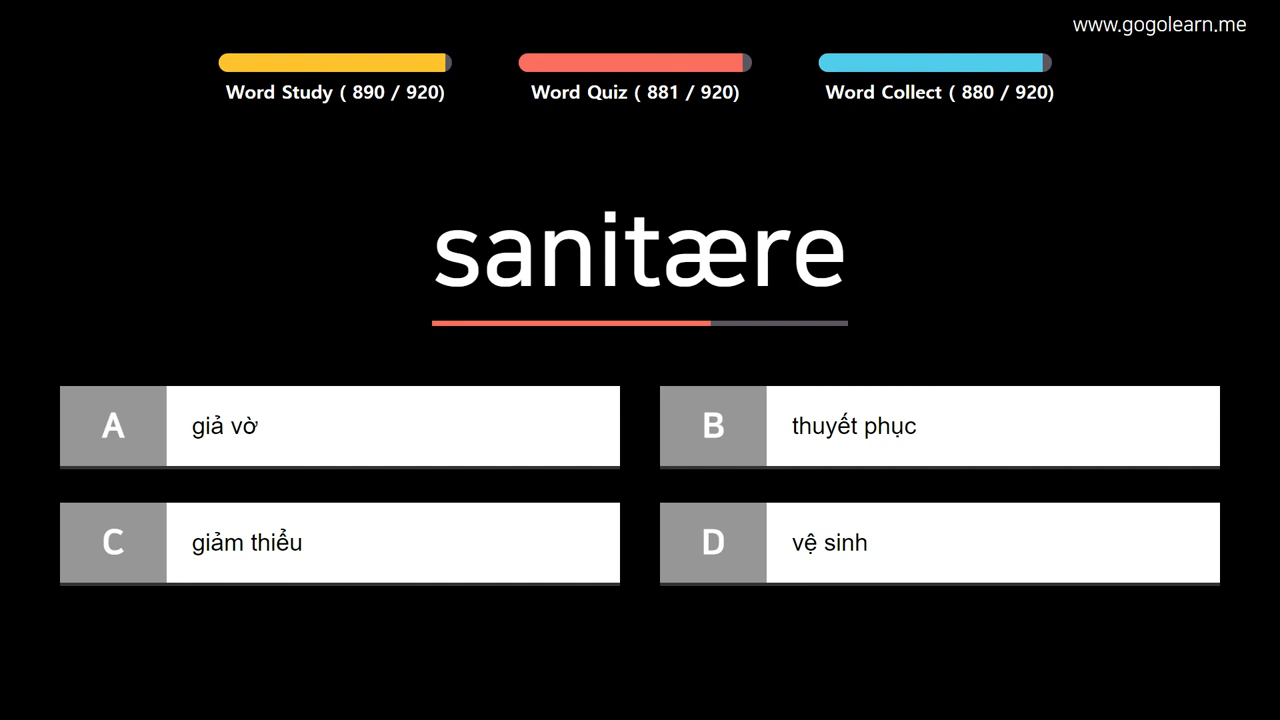 www.gogolearn.me
Word Study ( 890 / 920)
Word Quiz ( 881 / 920)
Word Collect ( 880 / 920)
sanitære
A
giả vờ
B
thuyết phục
C
giảm thiểu
D
vệ sinh